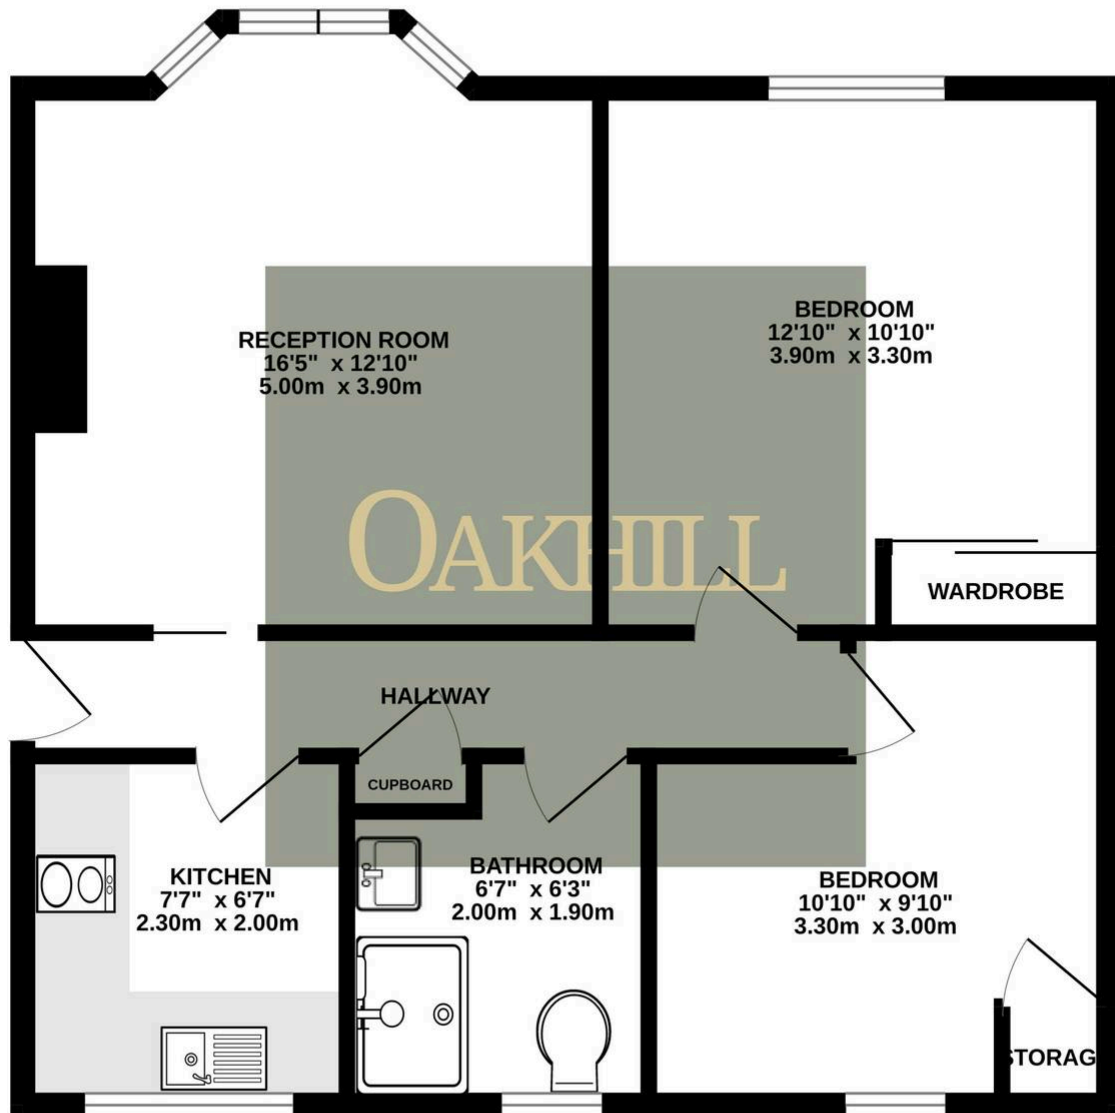 RECEPTION ROOM
16'5" x 12'10"
5.00m x 3.90m
BEDROOM
12'10" x 10'10"
3.90m x 3.30m
OAKHILL
WARDROBE
HALLWAY
CUPBOARD
KITCHEN
7'7" x 6'7"
2.30m x 2.00m
BATHROOM
6'7" x 6'3"
2.00m x 1.90m
BEDROOM
10'10" x 9'10"
3.30m x 3.00m
STORAG